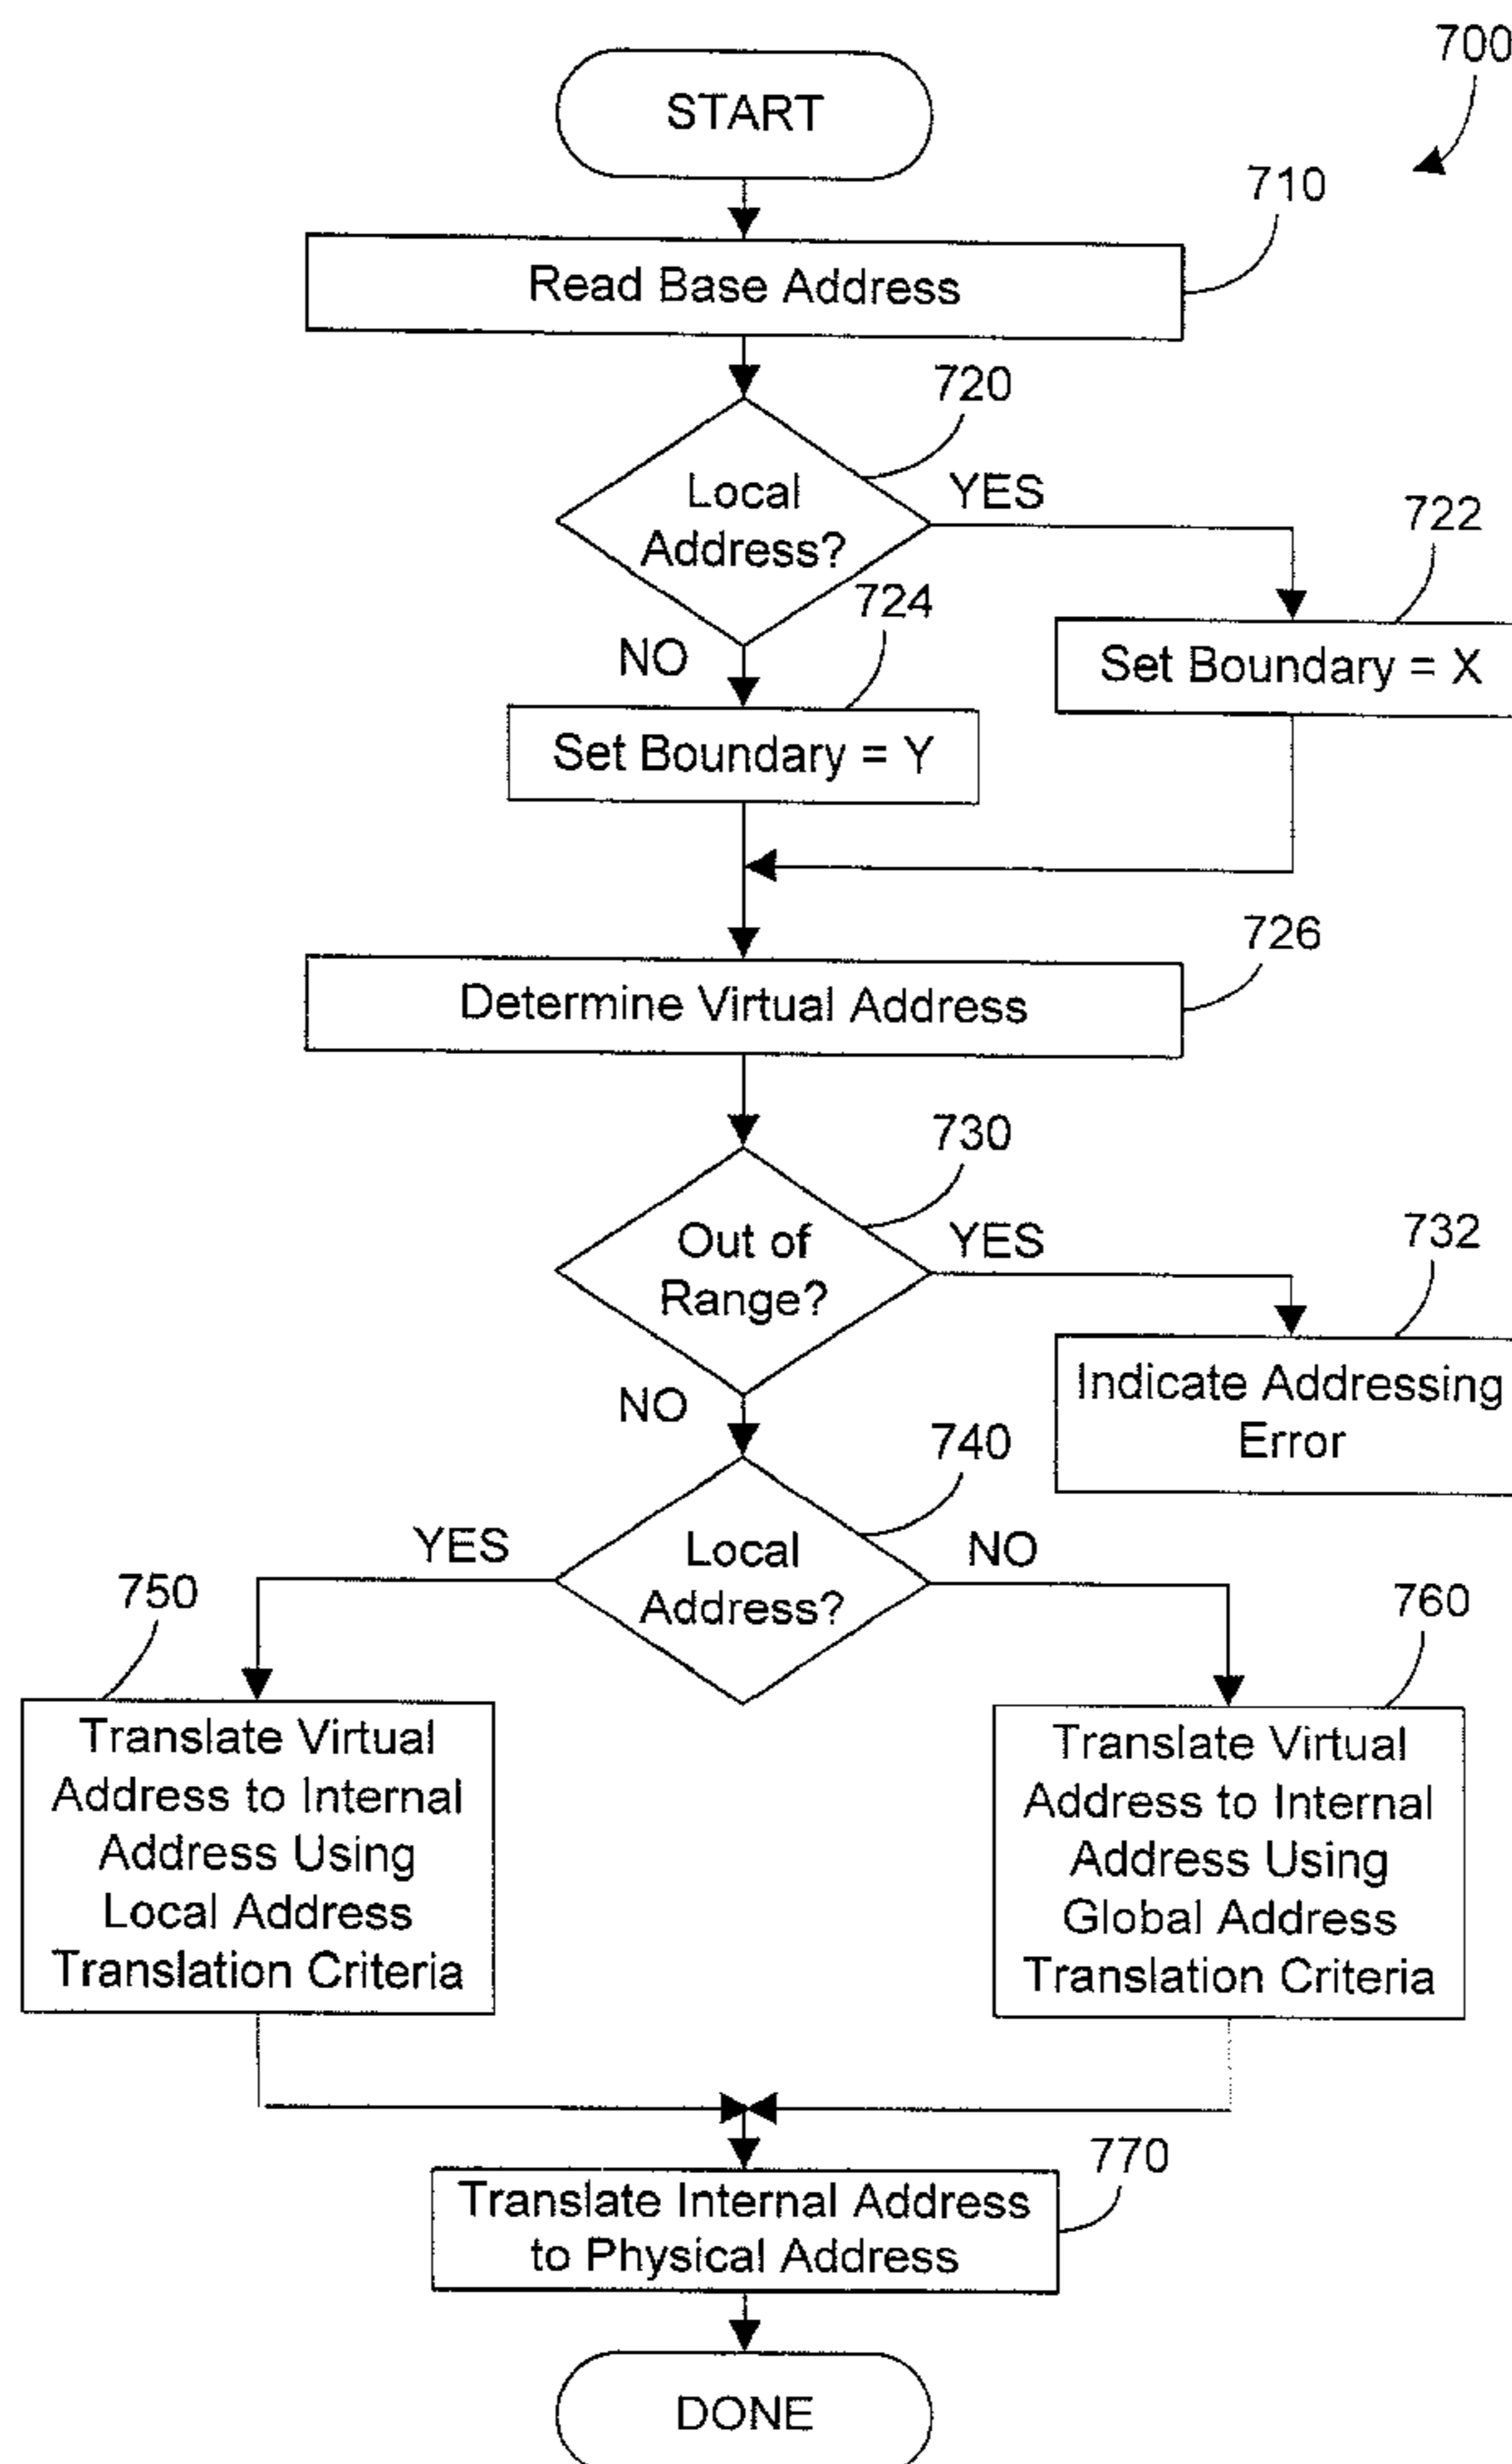 700
START
710
Read Base Address
720
Local
Address?
YES
722
724
NO
Set Boundary = X
Set Boundary = Y
726
Determine Virtual Address
730
Out of
Range?
YES
732
Indicate Addressing
Error
NO
740
Local
Address?
YES
NO
750
760
Translate Virtual
Address to Internal
Address Using
Local Address
Translation Criteria
Translate Virtual
Address to Internal
Address Using
Global Address
Translation Criteria
770
Translate Internal Address
to Physical Address
DONE